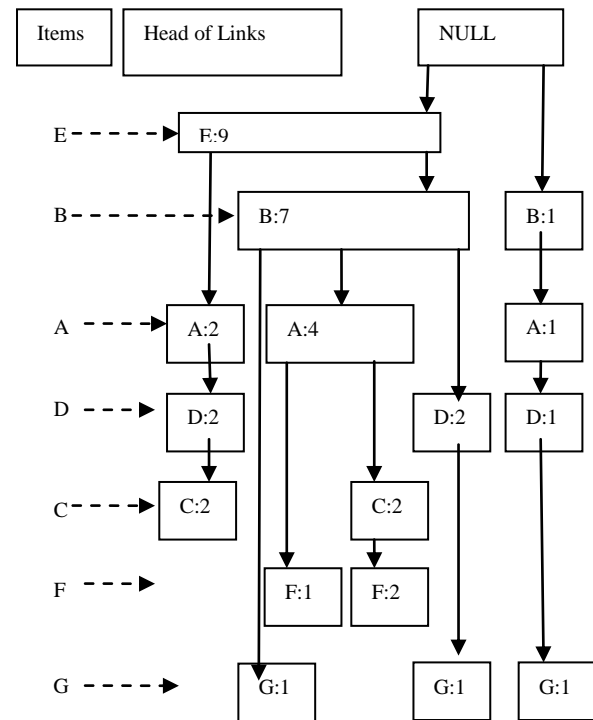 Items Head of Links NULL
E E:9
B B:7 B:1
A A:2 A:4 A:1
D D:2 D:2 D:1
C C:2 C:2
F F:1 F:2
G G:1 G:1 G:1